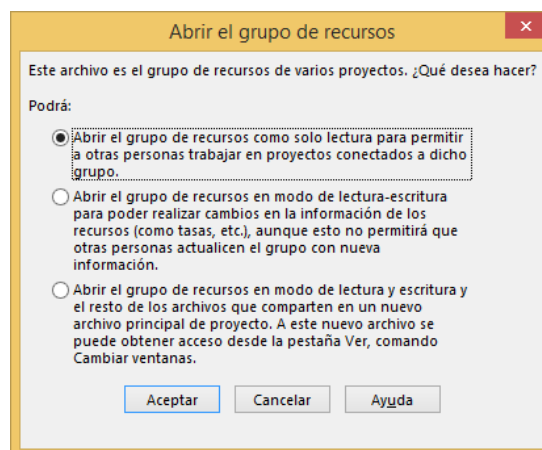 Abrir el grupo de recursos
Este archivo es el grupo de recursos de varios proyectos. ¿Qué desea hacer?
Podrá:
Abrir el grupo de recursos como solo lectura para permitir
a otras personas trabajar en proyectos conectados a dicho
grupo.
Abrir el grupo de recursos en modo de lectura-escritura
para poder realizar cambios en la información de los
recursos (como tasas, etc.), aunque esto no permitirá que
otras personas actualicen el grupo con nueva
información.
Abrir el grupo de recursos en modo de lectura y escritura y
el resto de los archivos que comparten en un nuevo
archivo principal de proyecto. A este nuevo archivo se
puede obtener acceso desde la pestaña Ver, comando
Cambiar ventanas.
Aceptar Cancelar Ayuda